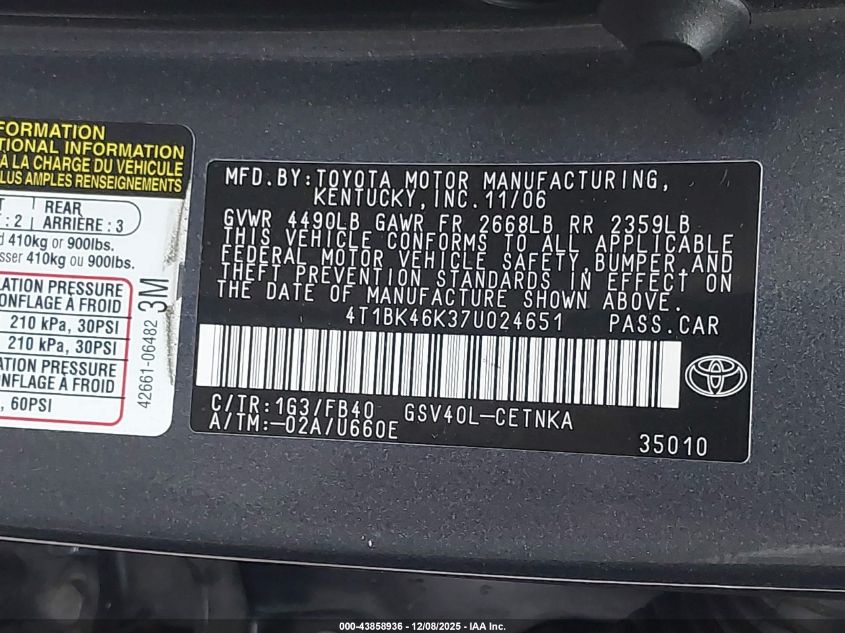 FORMATION
TIONAL INFORMATION
À LA CHARGE DU VÉHICULE
LUS AMPLES RENSEIGNEMENTS
: 2
REAR
ARRIÈRE : 3
410kg or 900lbs.
sser 410kg ou 900lbs.
LATION PRESSURE
ONFLAGE À FROID
210 kPa, 30PSI
210 kPa, 30PSI
ATION PRESSURE
NFLAGE À FROID
, 60PSI
42661-06482
3M
MFD.BY:TOYOTA MOTOR MANUFACTURING,
KENTUCKY,INC.11/06
GVWR 4490LB GAWR FR 2668LB RR 2359LB
THIS VEHICLE CONFORMS TO ALL APPLICABLE
FEDERAL MOTOR VEHICLE SAFETY,BUMPER,AND
THEFT PREVENTION STANDARDS IN EFFECT ON
THE DATE OF MANUFACTURE SHOWN ABOVE.
4T1BK46K37U024651 PASS.CAR
C/TR:1G3/FB40 GSV40L-CETNKA
A/TM:-02A/U660E
35010
000-43858936 - 12/08/2025 - IAA Inc.